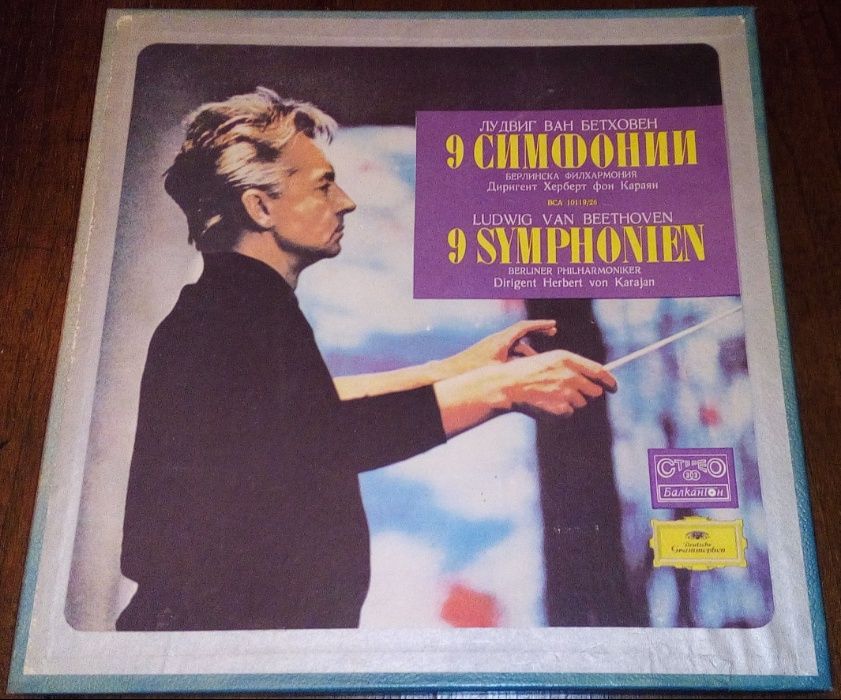 ЛУДВИГ ВАН БЕТХОВЕН
9 СИМФОНИИ
БЕРЛИНСКА ФИЛХАРМОНИЯ
Диригент Херберт фон Караян
ВСА 10119/26
LUDWIG VAN BEETHOVEN
9 SYMPHONIEN
BERLINER PHILHARMONIKER
Dirigent Herbert von Karajan
СТЕРЕО
33
Балкантон
Deutsche
Grammophon